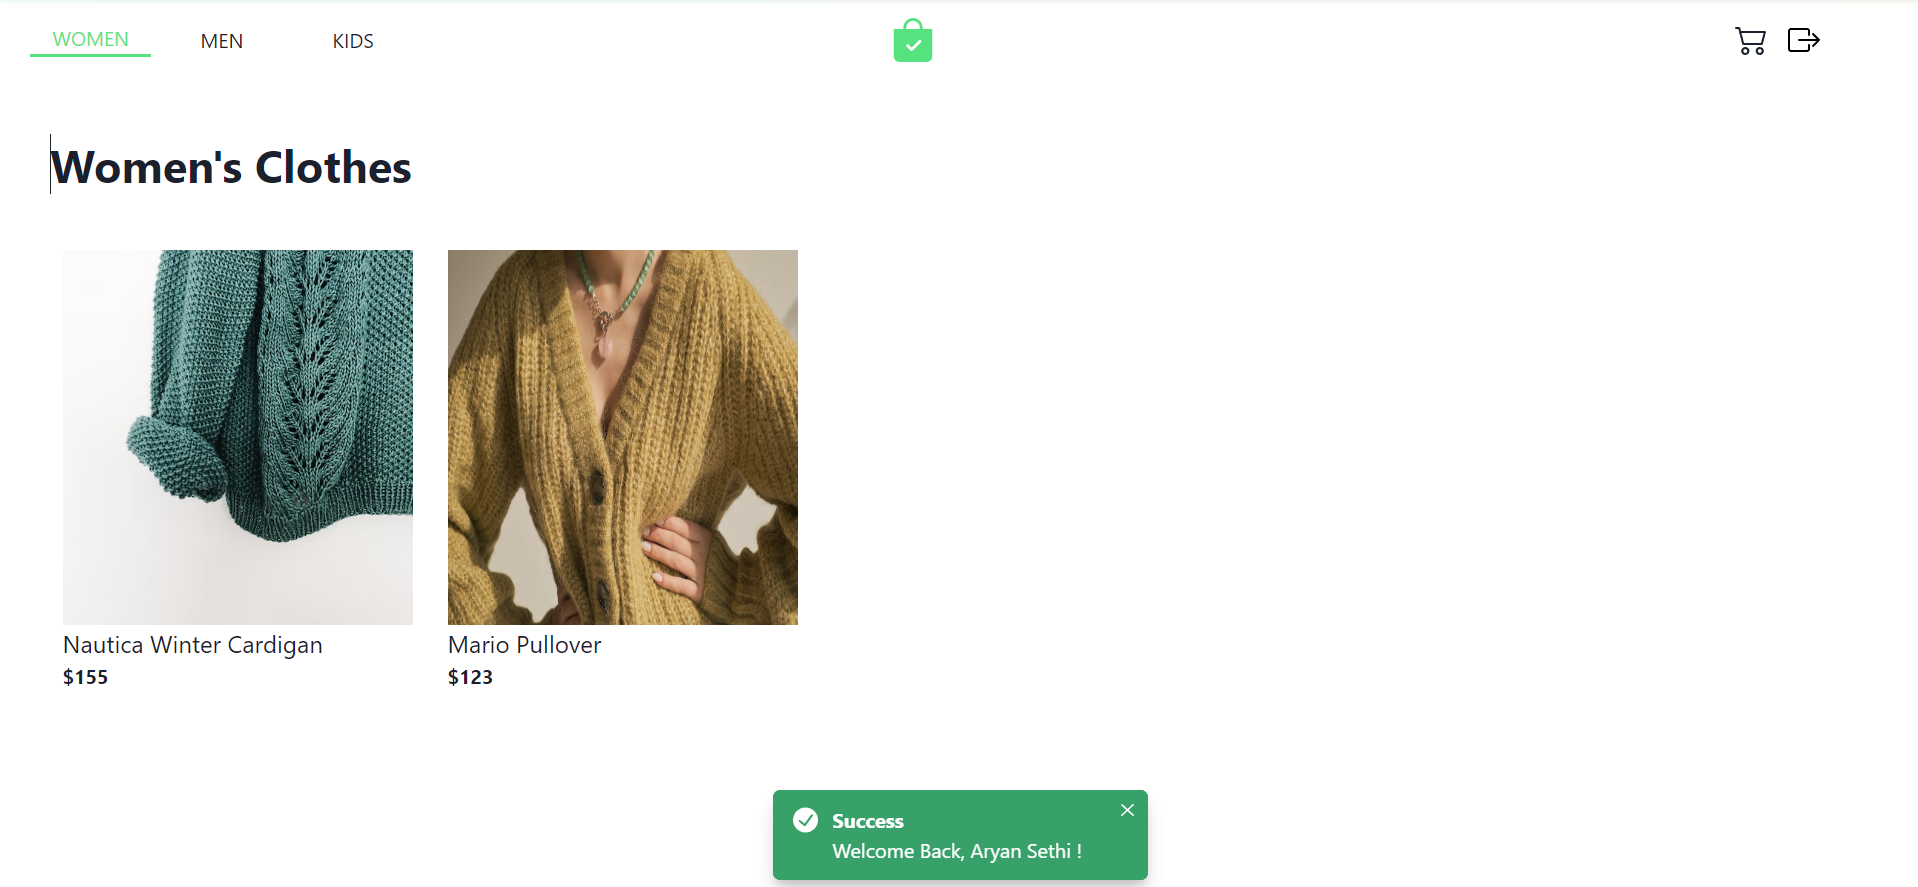 WOMEN MEN KIDS
Women's Clothes
Nautica Winter Cardigan
$155
Mario Pullover
$123
Success
Welcome Back, Aryan Sethi !